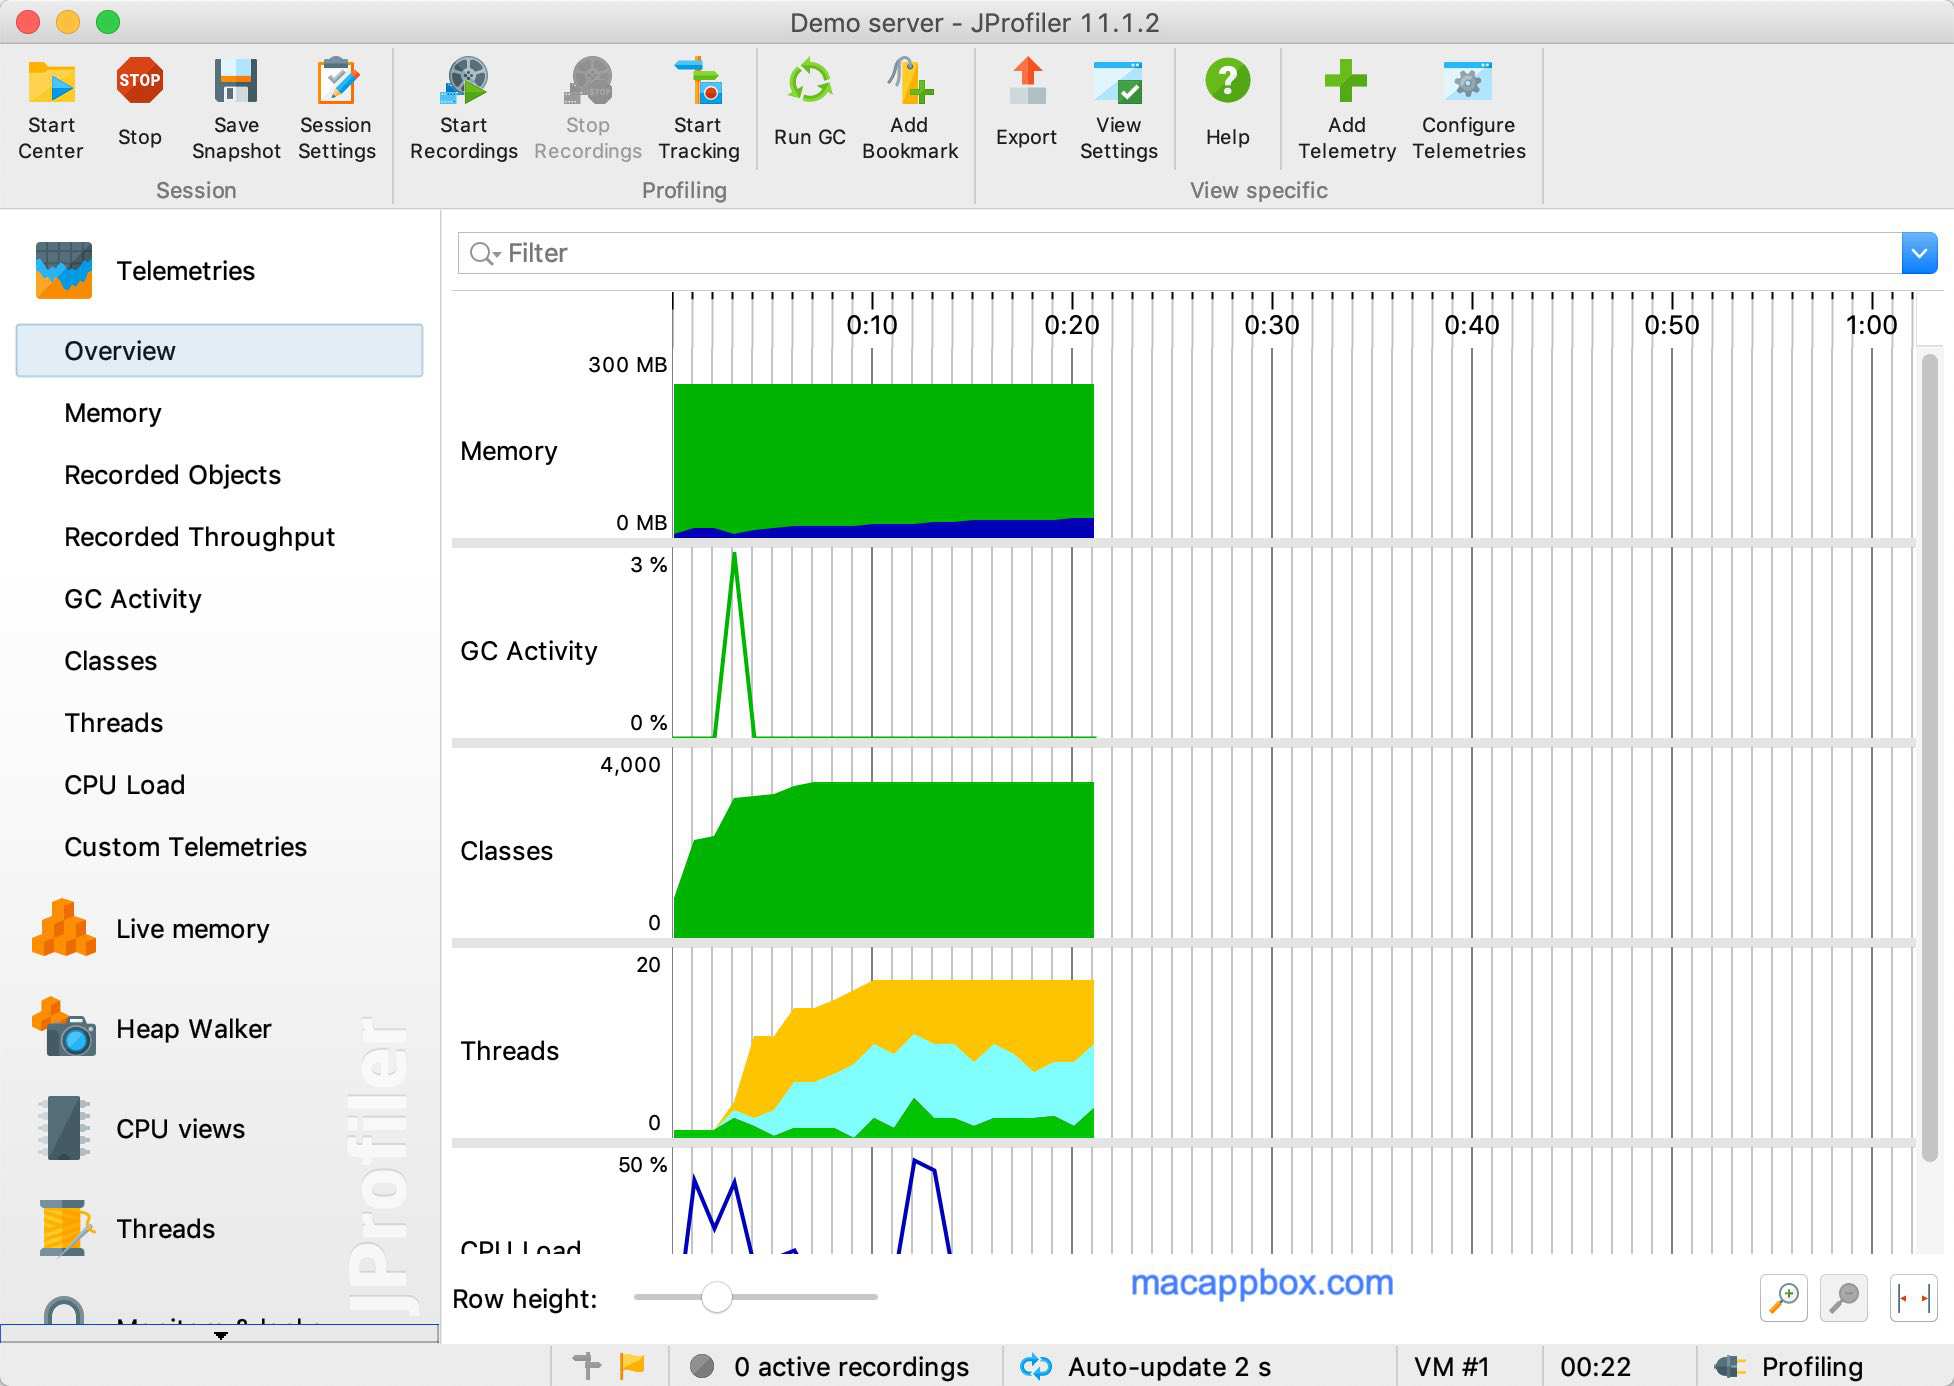 Demo server - JProfiler 11.1.2
Start Center
STOP
Stop
Save Snapshot
Session Settings
Start Recordings
STOP
Stop Recordings
Start Tracking
Run GC
Add Bookmark
Export
View Settings
?
Help
Add Telemetry
Configure Telemetries
Session
Profiling
View specific
Telemetries
Overview
Memory
Recorded Objects
Recorded Throughput
GC Activity
Classes
Threads
CPU Load
Custom Telemetries
Live memory
Heap Walker
CPU views
Threads
JProfiler
Filter
0:10 0:20 0:30 0:40 0:50 1:00
300 MB
Memory
0 MB
3 %
GC Activity
0 %
4,000
Classes
0
20
Threads
0
50 %
CPU Load
Row height:
macappbox.com
0 active recordings
Auto-update 2 s
VM #1
00:22
Profiling